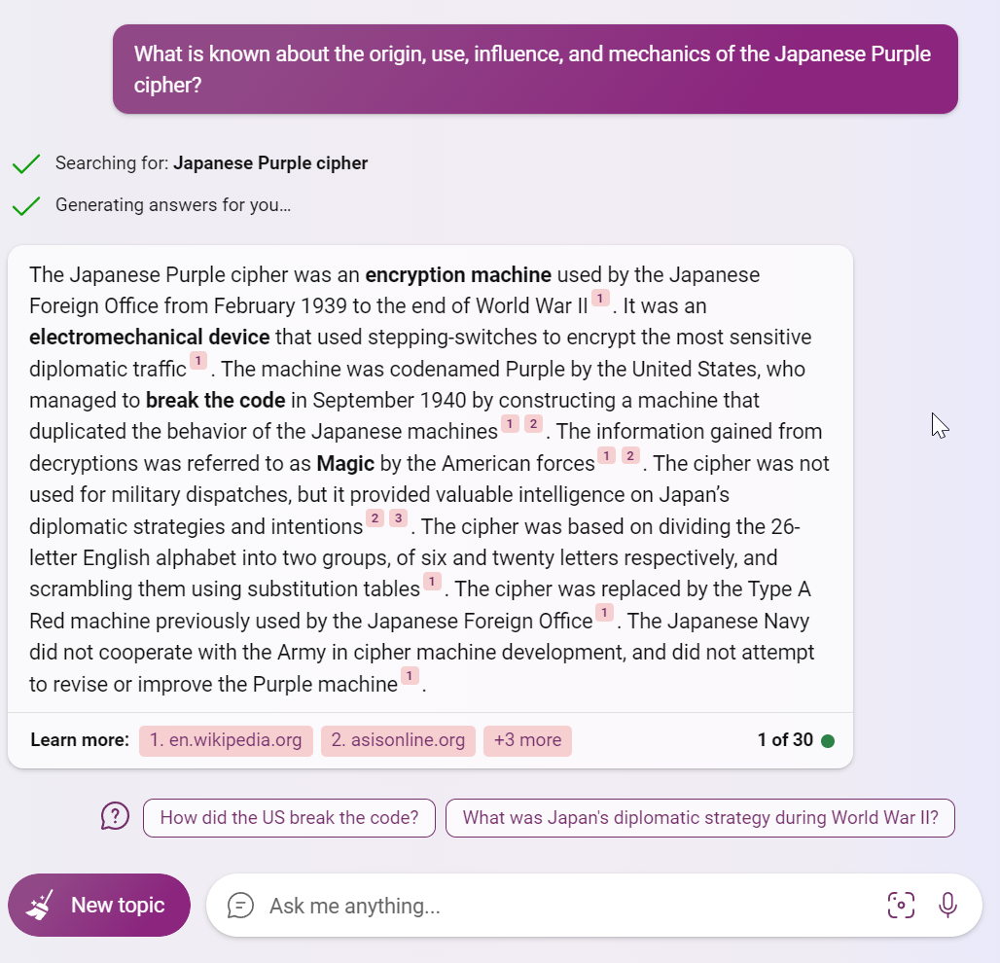 What is known about the origin, use, influence, and mechanics of the Japanese Purple
cipher?
Searching for: Japanese Purple cipher
Generating answers for you…
The Japanese Purple cipher was an encryption machine used by the Japanese
Foreign Office from February 1939 to the end of World War II 1 . It was an
electromechanical device that used stepping-switches to encrypt the most sensitive
diplomatic traffic 1 . The machine was codenamed Purple by the United States, who
managed to break the code in September 1940 by constructing a machine that
duplicated the behavior of the Japanese machines 1 2 . The information gained from
decryptions was referred to as Magic by the American forces 1 2 . The cipher was not
used for military dispatches, but it provided valuable intelligence on Japan’s
diplomatic strategies and intentions 2 3 . The cipher was based on dividing the 26-
letter English alphabet into two groups, of six and twenty letters respectively, and
scrambling them using substitution tables 1 . The cipher was replaced by the Type A
Red machine previously used by the Japanese Foreign Office 1 . The Japanese Navy
did not cooperate with the Army in cipher machine development, and did not attempt
to revise or improve the Purple machine 1 .
Learn more: 1. en.wikipedia.org 2. asisonline.org +3 more 1 of 30
How did the US break the code? What was Japan's diplomatic strategy during World War II?
New topic Ask me anything...